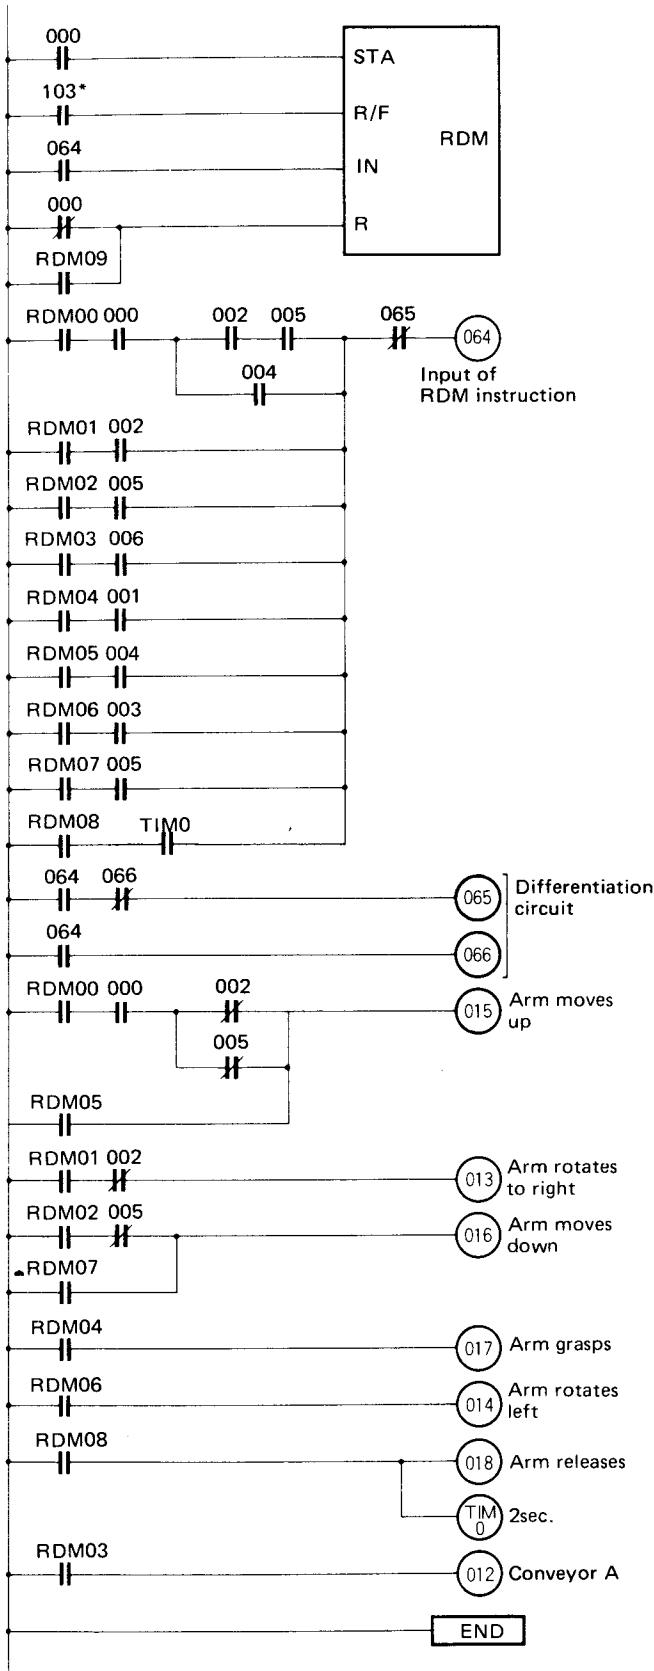 000
STA
103*
R/F
RDM
064
IN
000
R
RDM09
RDM00 000 002 005 065 064
004
Input of
RDM instruction
RDM01 002
RDM02 005
RDM03 006
RDM04 001
RDM05 004
RDM06 003
RDM07 005
RDM08 TIM0
064 066 065
Differentiation
circuit
064 066
RDM00 000 002 015 Arm moves
up
005
RDM05
RDM01 002 013 Arm rotates
to right
RDM02 005 016 Arm moves
down
RDM07
RDM04 017 Arm grasps
RDM06 014 Arm rotates
left
RDM08 018 Arm releases
TIM
0
2sec.
RDM03 012 Conveyor A
END